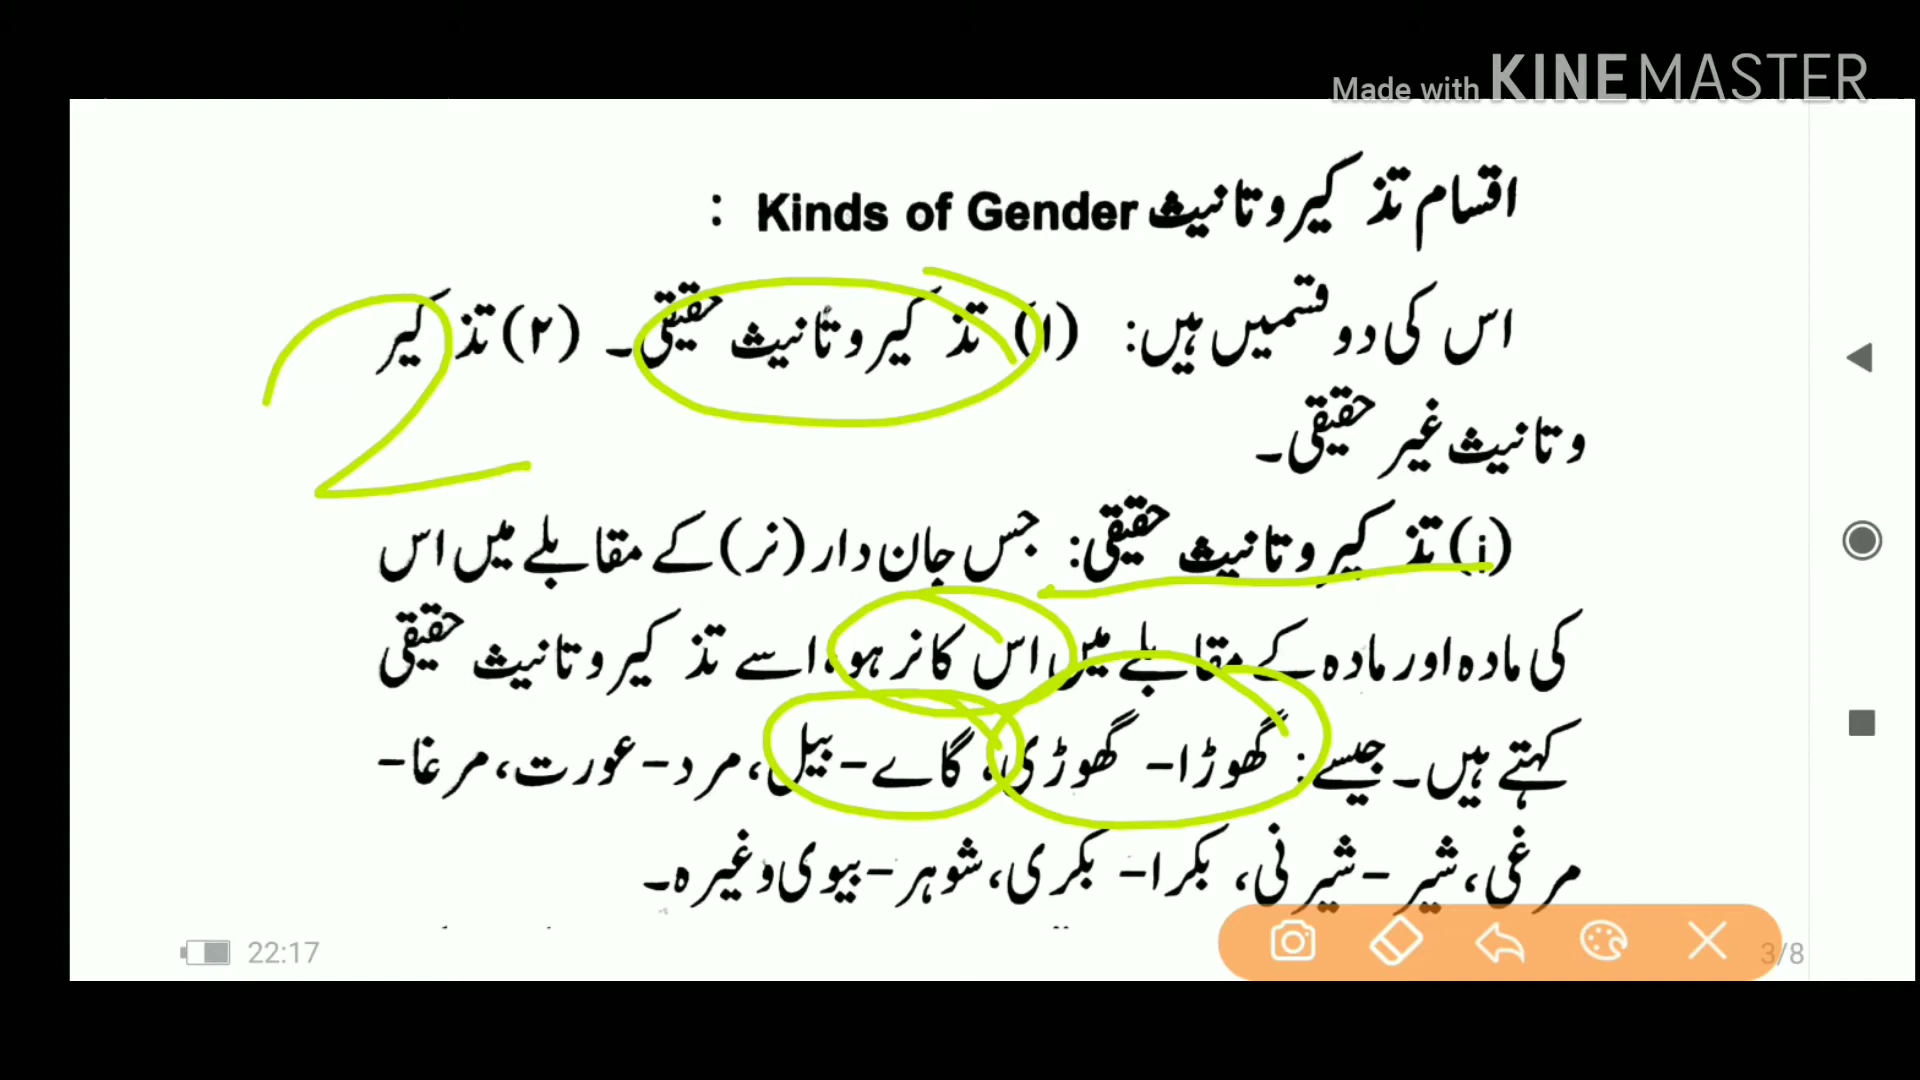 Made with KINEMASTER
اقسام تذکیر و تانیث Kinds of Gender :
اس کی دو قسمیں ہیں: (۱) تذکیر و تانیث حقیقی۔ (۲) تذکیر
و تانیث غیر حقیقی۔
(i) تذکیر و تانیث حقیقی: جس جان دار (نر) کے مقابلے میں اس
کی مادہ اور مادہ کے مقابلے میں اس کا نر ہو، اسے تذکیر و تانیث حقیقی
کہتے ہیں۔ جیسے: گھوڑا- گھوڑی، گاے- بیل، مرد- عورت، مرغا-
مرغی، شیر- شیرنی، بکرا- بکری، شوہر- بیوی وغیرہ۔
2
22:17
3/8